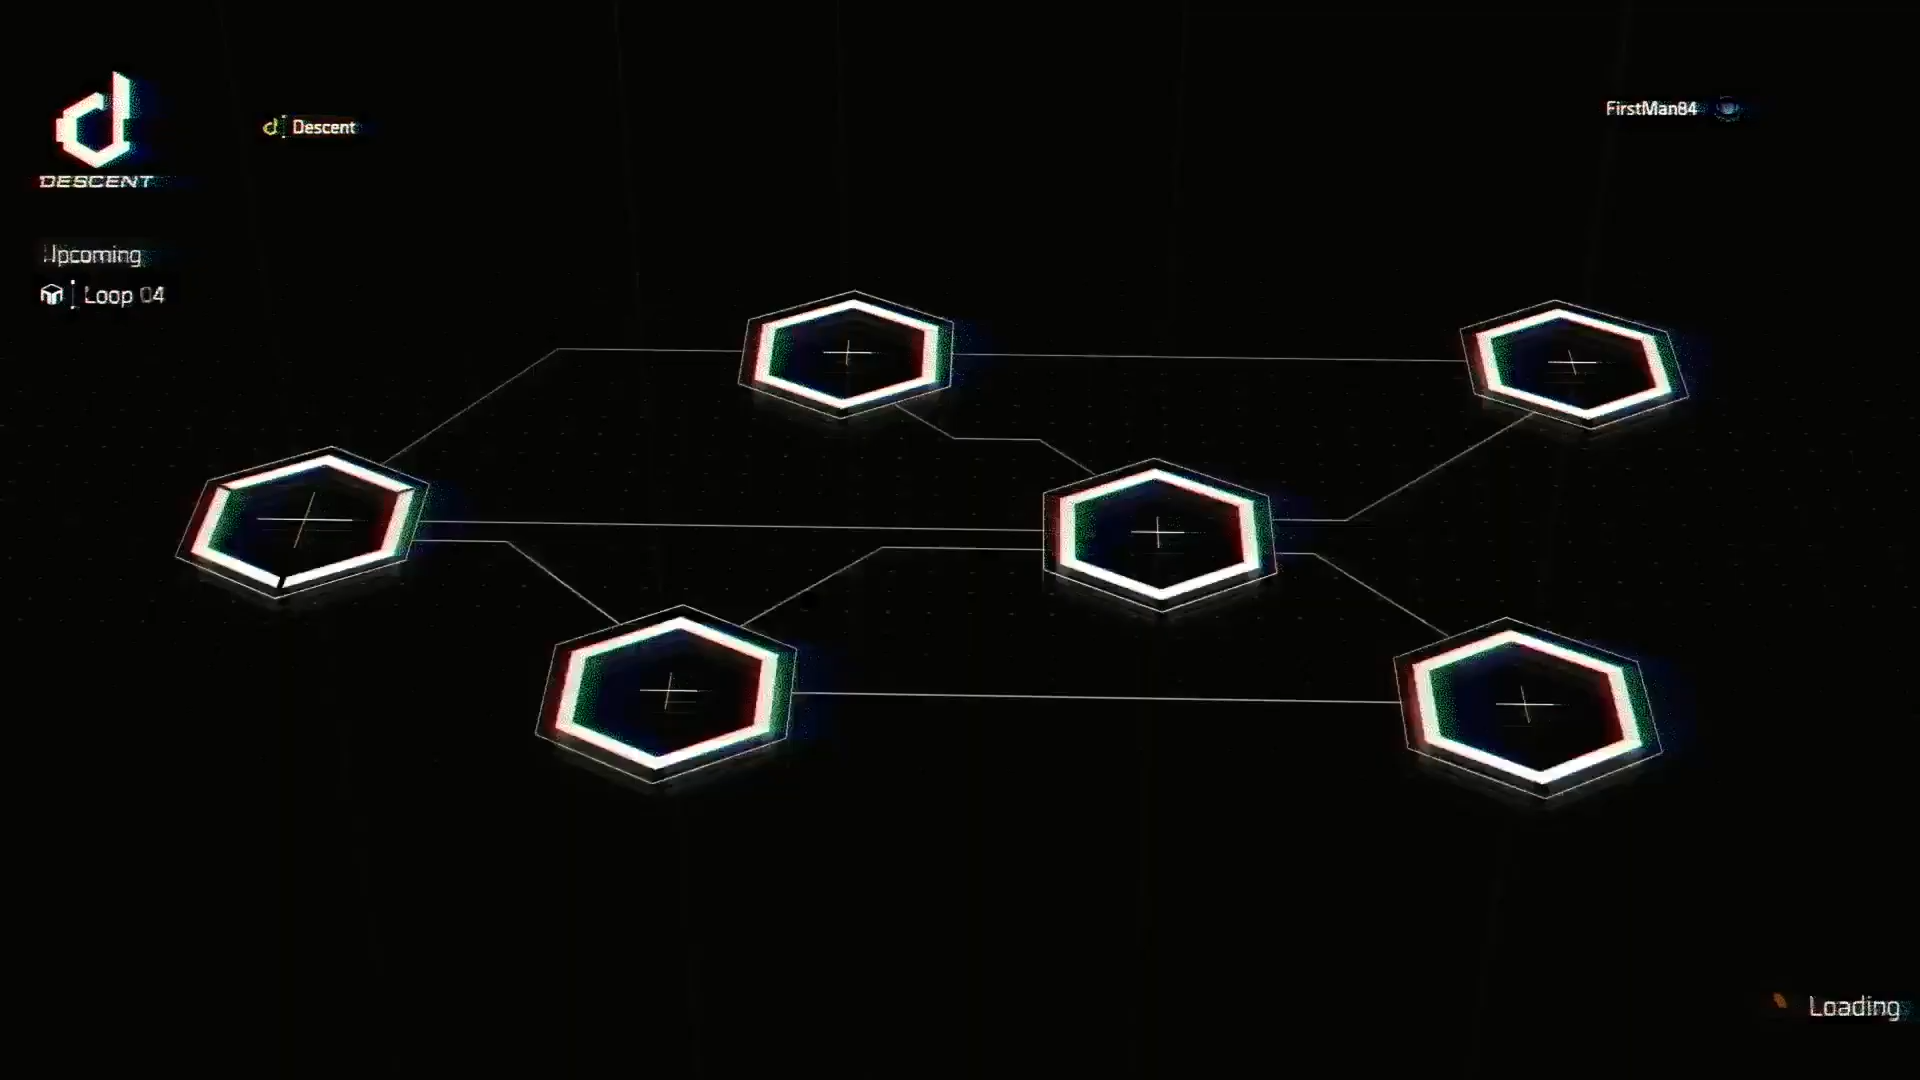 DESCENT
Descent
FirstMan84
Upcoming
Loop 04
Loading